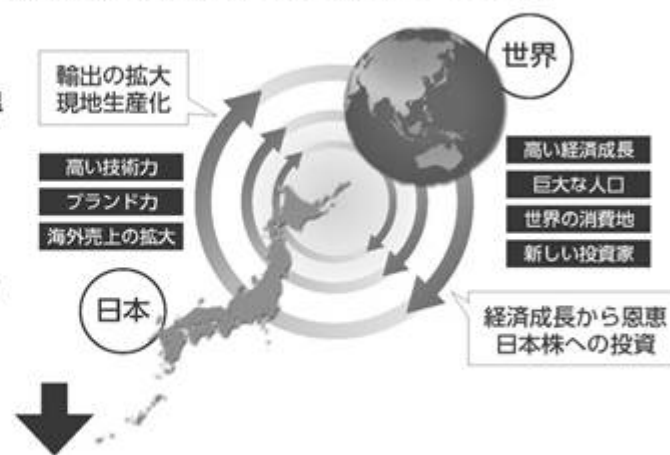 世界
輸出の拡大
現地生産化
高い技術力
ブランド力
海外売上の拡大
高い経済成長
巨大な人口
世界の消費地
新しい投資家
日本
経済成長から恩恵
日本株への投資